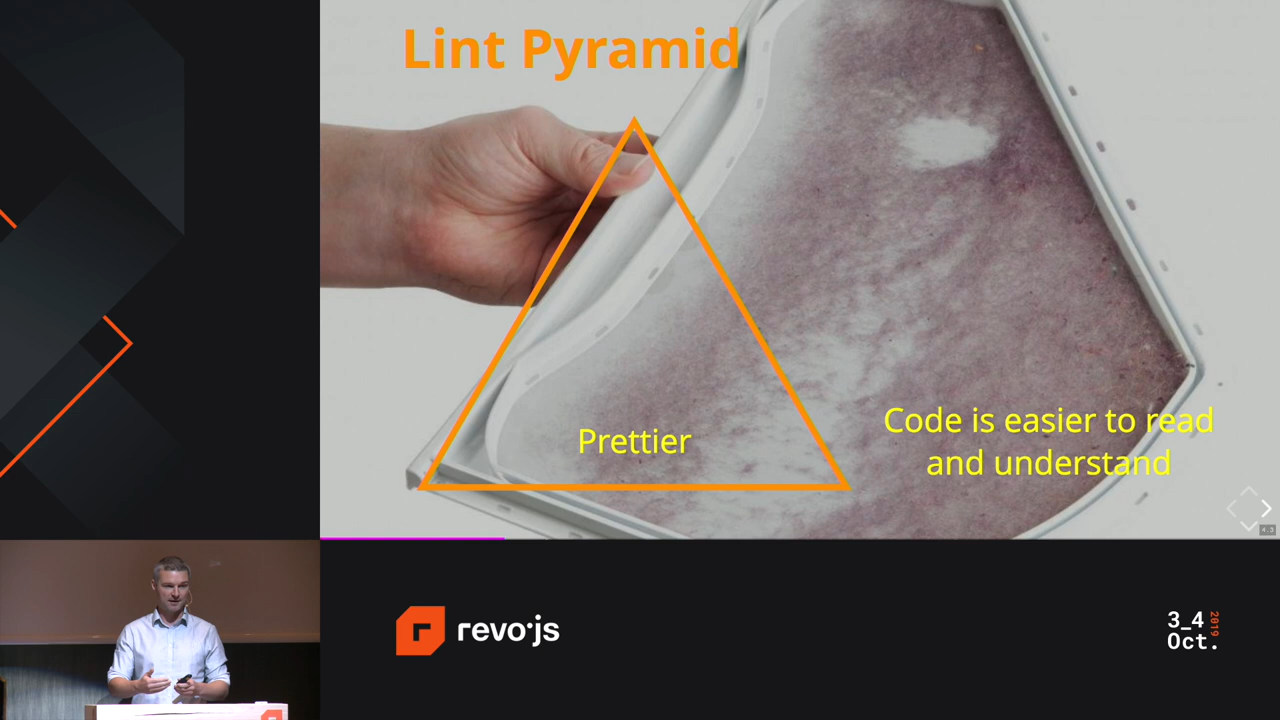 Lint Pyramid
Prettier
Code is easier to read
and understand
revo·js
3_4
Oct.
2019